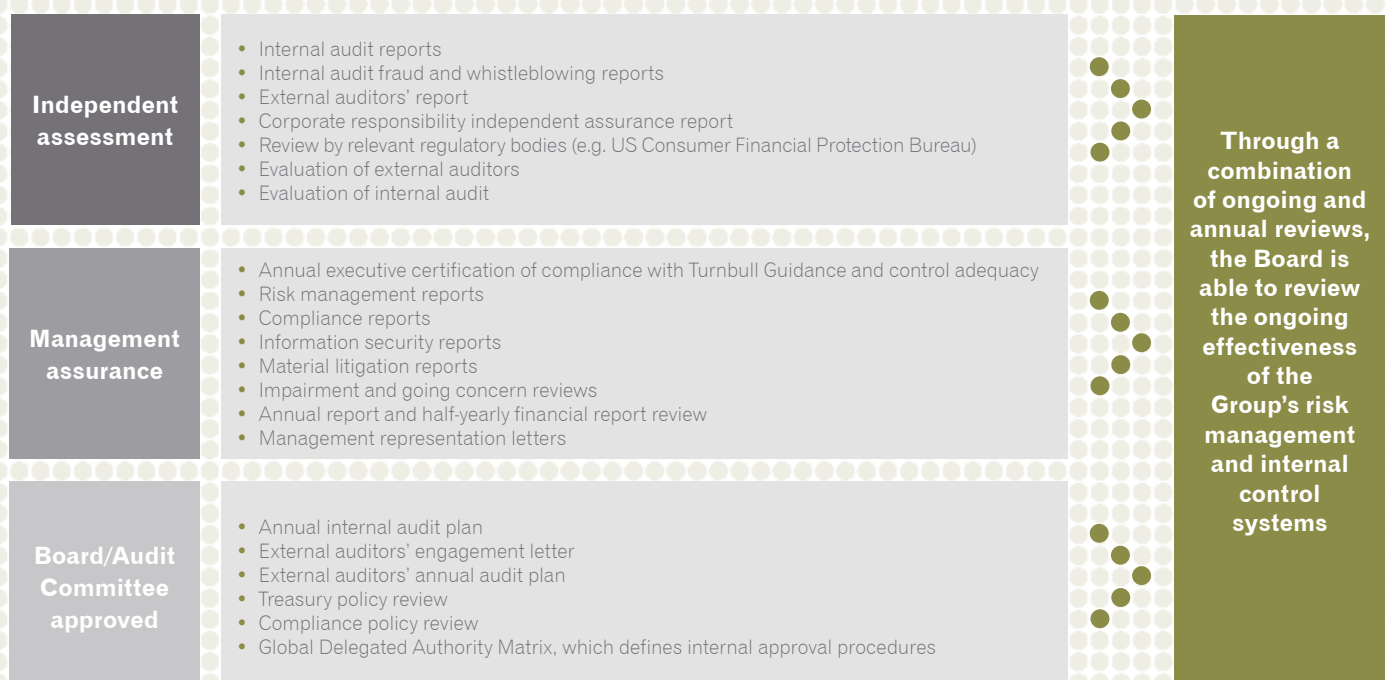 Independent
assessment
• Internal audit reports
• Internal audit fraud and whistleblowing reports
• External auditors’ report
• Corporate responsibility independent assurance report
• Review by relevant regulatory bodies (e.g. US Consumer Financial Protection Bureau)
• Evaluation of external auditors
• Evaluation of internal audit
Management
assurance
• Annual executive certification of compliance with Turnbull Guidance and control adequacy
• Risk management reports
• Compliance reports
• Information security reports
• Material litigation reports
• Impairment and going concern reviews
• Annual report and half-yearly financial report review
• Management representation letters
Board/Audit
Committee
approved
• Annual internal audit plan
• External auditors’ engagement letter
• External auditors’ annual audit plan
• Treasury policy review
• Compliance policy review
• Global Delegated Authority Matrix, which defines internal approval procedures
Through a
combination
of ongoing and
annual reviews,
the Board is
able to review
the ongoing
effectiveness
of the
Group’s risk
management
and internal
control
systems